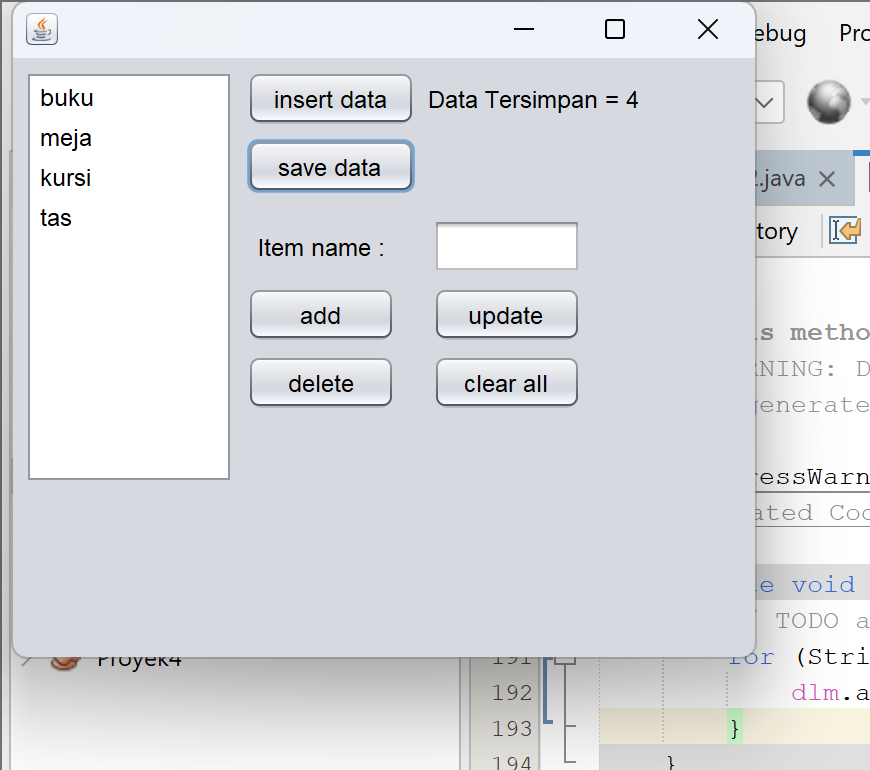 buku
meja
kursi
tas
insert data
Data Tersimpan = 4
save data
Item name :
add
update
delete
clear all
ebug Pro
2.java
tory
s metho
RNING: D
generate
ressWarn
ated Coo
e void
TODO a
Proyek4
191 for (Stri
192 dlm.a
193 }
194 }